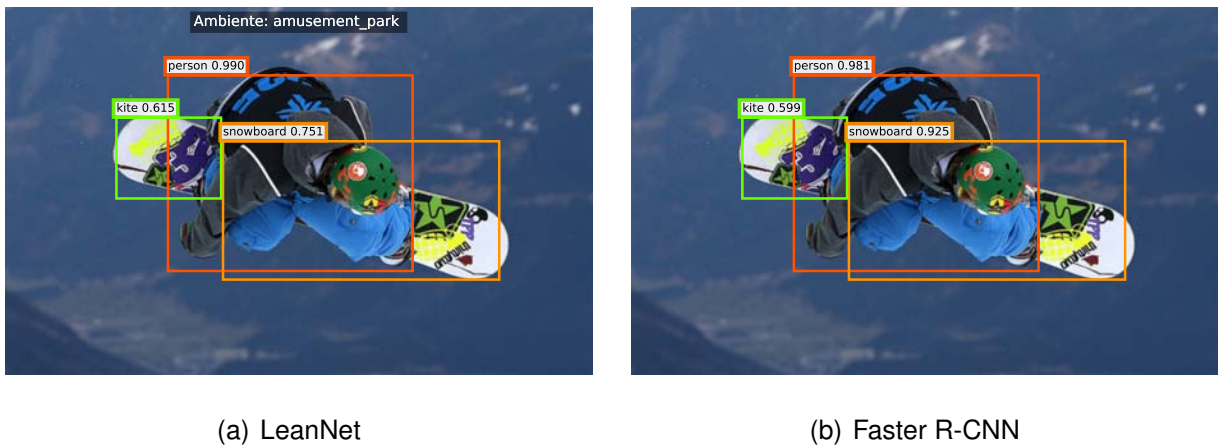 Ambiente: amusement_park
person 0.990
kite 0.615
snowboard 0.751
person 0.981
kite 0.599
snowboard 0.925
(a) LeanNet
(b) Faster R-CNN